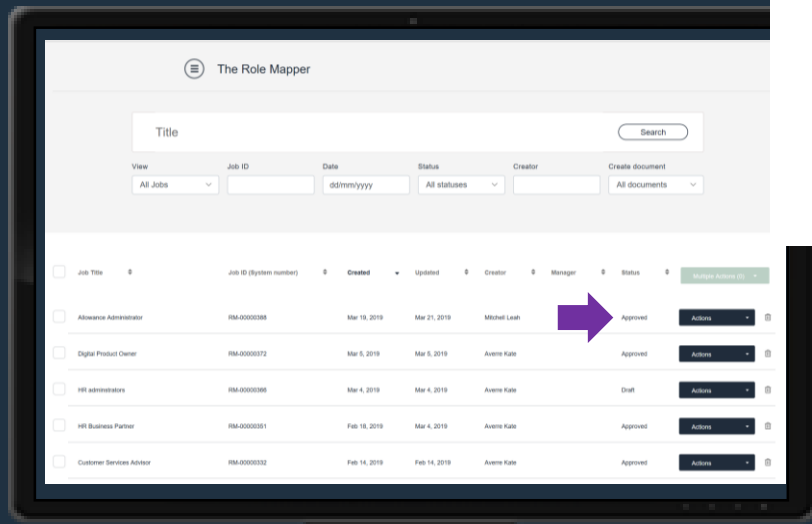 The Role Mapper
Title
Search
View Job ID Date Status Creator Create document
All Jobs dd/mm/yyyy All statuses All documents
Job Title Job ID (System number) Created Updated Creator Manager Status Multiple Actions (0)
Allowance Administrator RM-00000388 Mar 19, 2019 Mar 21, 2019 Mitchell Leah Approved Actions
Digital Product Owner RM-00000372 Mar 5, 2019 Mar 5, 2019 Averre Kate Approved Actions
HR administrators RM-00000366 Mar 4, 2019 Mar 4, 2019 Averre Kate Draft Actions
HR Business Partner RM-00000351 Feb 18, 2019 Mar 4, 2019 Averre Kate Approved Actions
Customer Services Advisor RM-00000332 Feb 14, 2019 Feb 14, 2019 Averre Kate Approved Actions